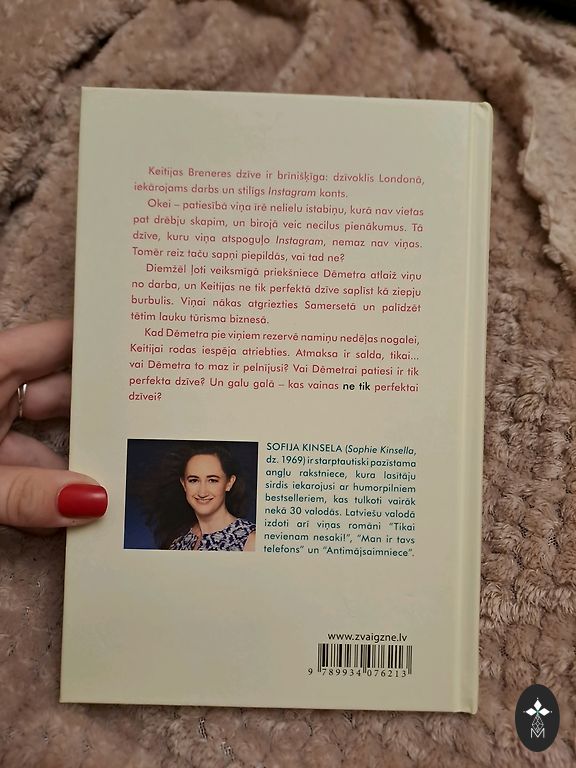 Keitijas Breneres dzīve ir brīnišķīga: dzīvoklis Londonā,
iekārojams darbs un stilīgs Instagram konts.
Okei – patiesībā viņa īrē nelielu istabiņu, kurā nav vietas
pat drēbju skapim, un birojā veic necilus pienākumus. Tā
dzīve, kuru viņa atspoguļo Instagram, nemaz nav viņas.
Tomēr reiz taču sapņi piepildās, vai tad ne?
Diemžēl ļoti veiksmīgā priekšniece Dēmetra atlaiž viņu
no darba, un Keitijas ne tik perfektā dzīve saplīst kā ziepju
burbulis. Viņai nākas atgriezties Samersetā un palīdzēt
tētim lauku tūrisma biznesā.
Kad Dēmetra pie viņiem rezervē namiņu nedēļas nogalei,
Keitijai rodas iespēja atriebties. Atmaksa ir salda, tikai...
vai Dēmetra to maz ir pelnījusi? Vai Dēmetrai patiesi ir tik
perfekta dzīve? Un galu galā – kas vainas ne tik perfektai
dzīvei?
SOFIJA KINSELA (Sophie Kinsella,
dz. 1969) ir starptautiski pazīstama
angļu rakstniece, kura lasītāju
sirdis iekarojusi ar humorpilniem
bestselleriem, kas tulkoti vairāk
nekā 30 valodās. Latviešu valodā
izdoti arī viņas romāni “Tikai
nevienam nesaki!”, “Man ir tavs
telefons” un “Antimājsaimniece”.
www.zvaigzne.lv
9 789934 076213
M